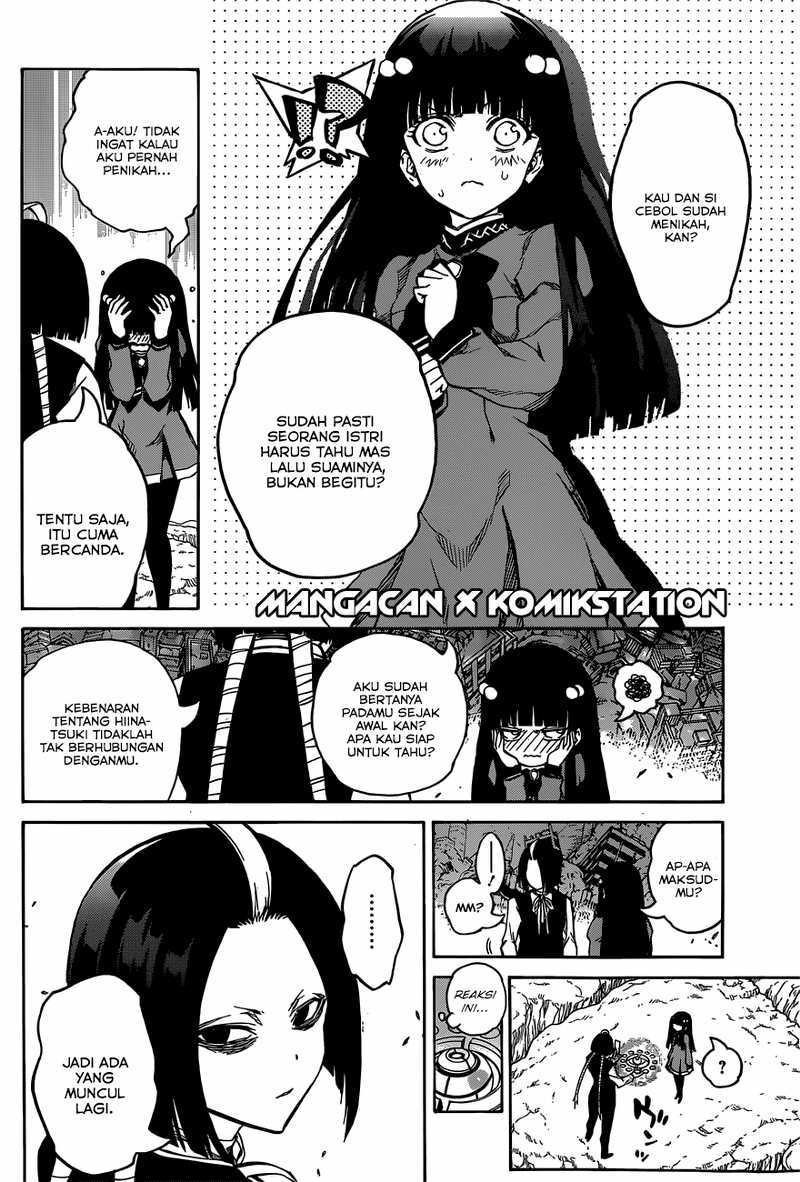 KAU DAN SI
CEBOL SUDAH
MENIKAH,
KAN?
SUDAH PASTI
SEORANG ISTRI
HARUS TAHU MAS
LALU SUAMINYA,
BUKAN BEGITU?
A-AKU! TIDAK
INGAT KALAU
AKU PERNAH
PENIKAH...
TENTU SAJA,
ITU CUMA
BERCANDA.
MANGACAN X KOMIKSTATION
AKU SUDAH
BERTANYA
PADAMU SEJAK
AWAL KAN?
APA KAU SIAP
UNTUK TAHU?
KEBENARAN
TENTANG HIINA-
TSUKI TIDAKLAH
TAK BERHUBUNGAN
DENGANMU.
AP-APA
MAKSUD-
MU?
!
MM?
?
REAKSI
INI...
.........
JADI ADA
YANG
MUNCUL
LAGI.